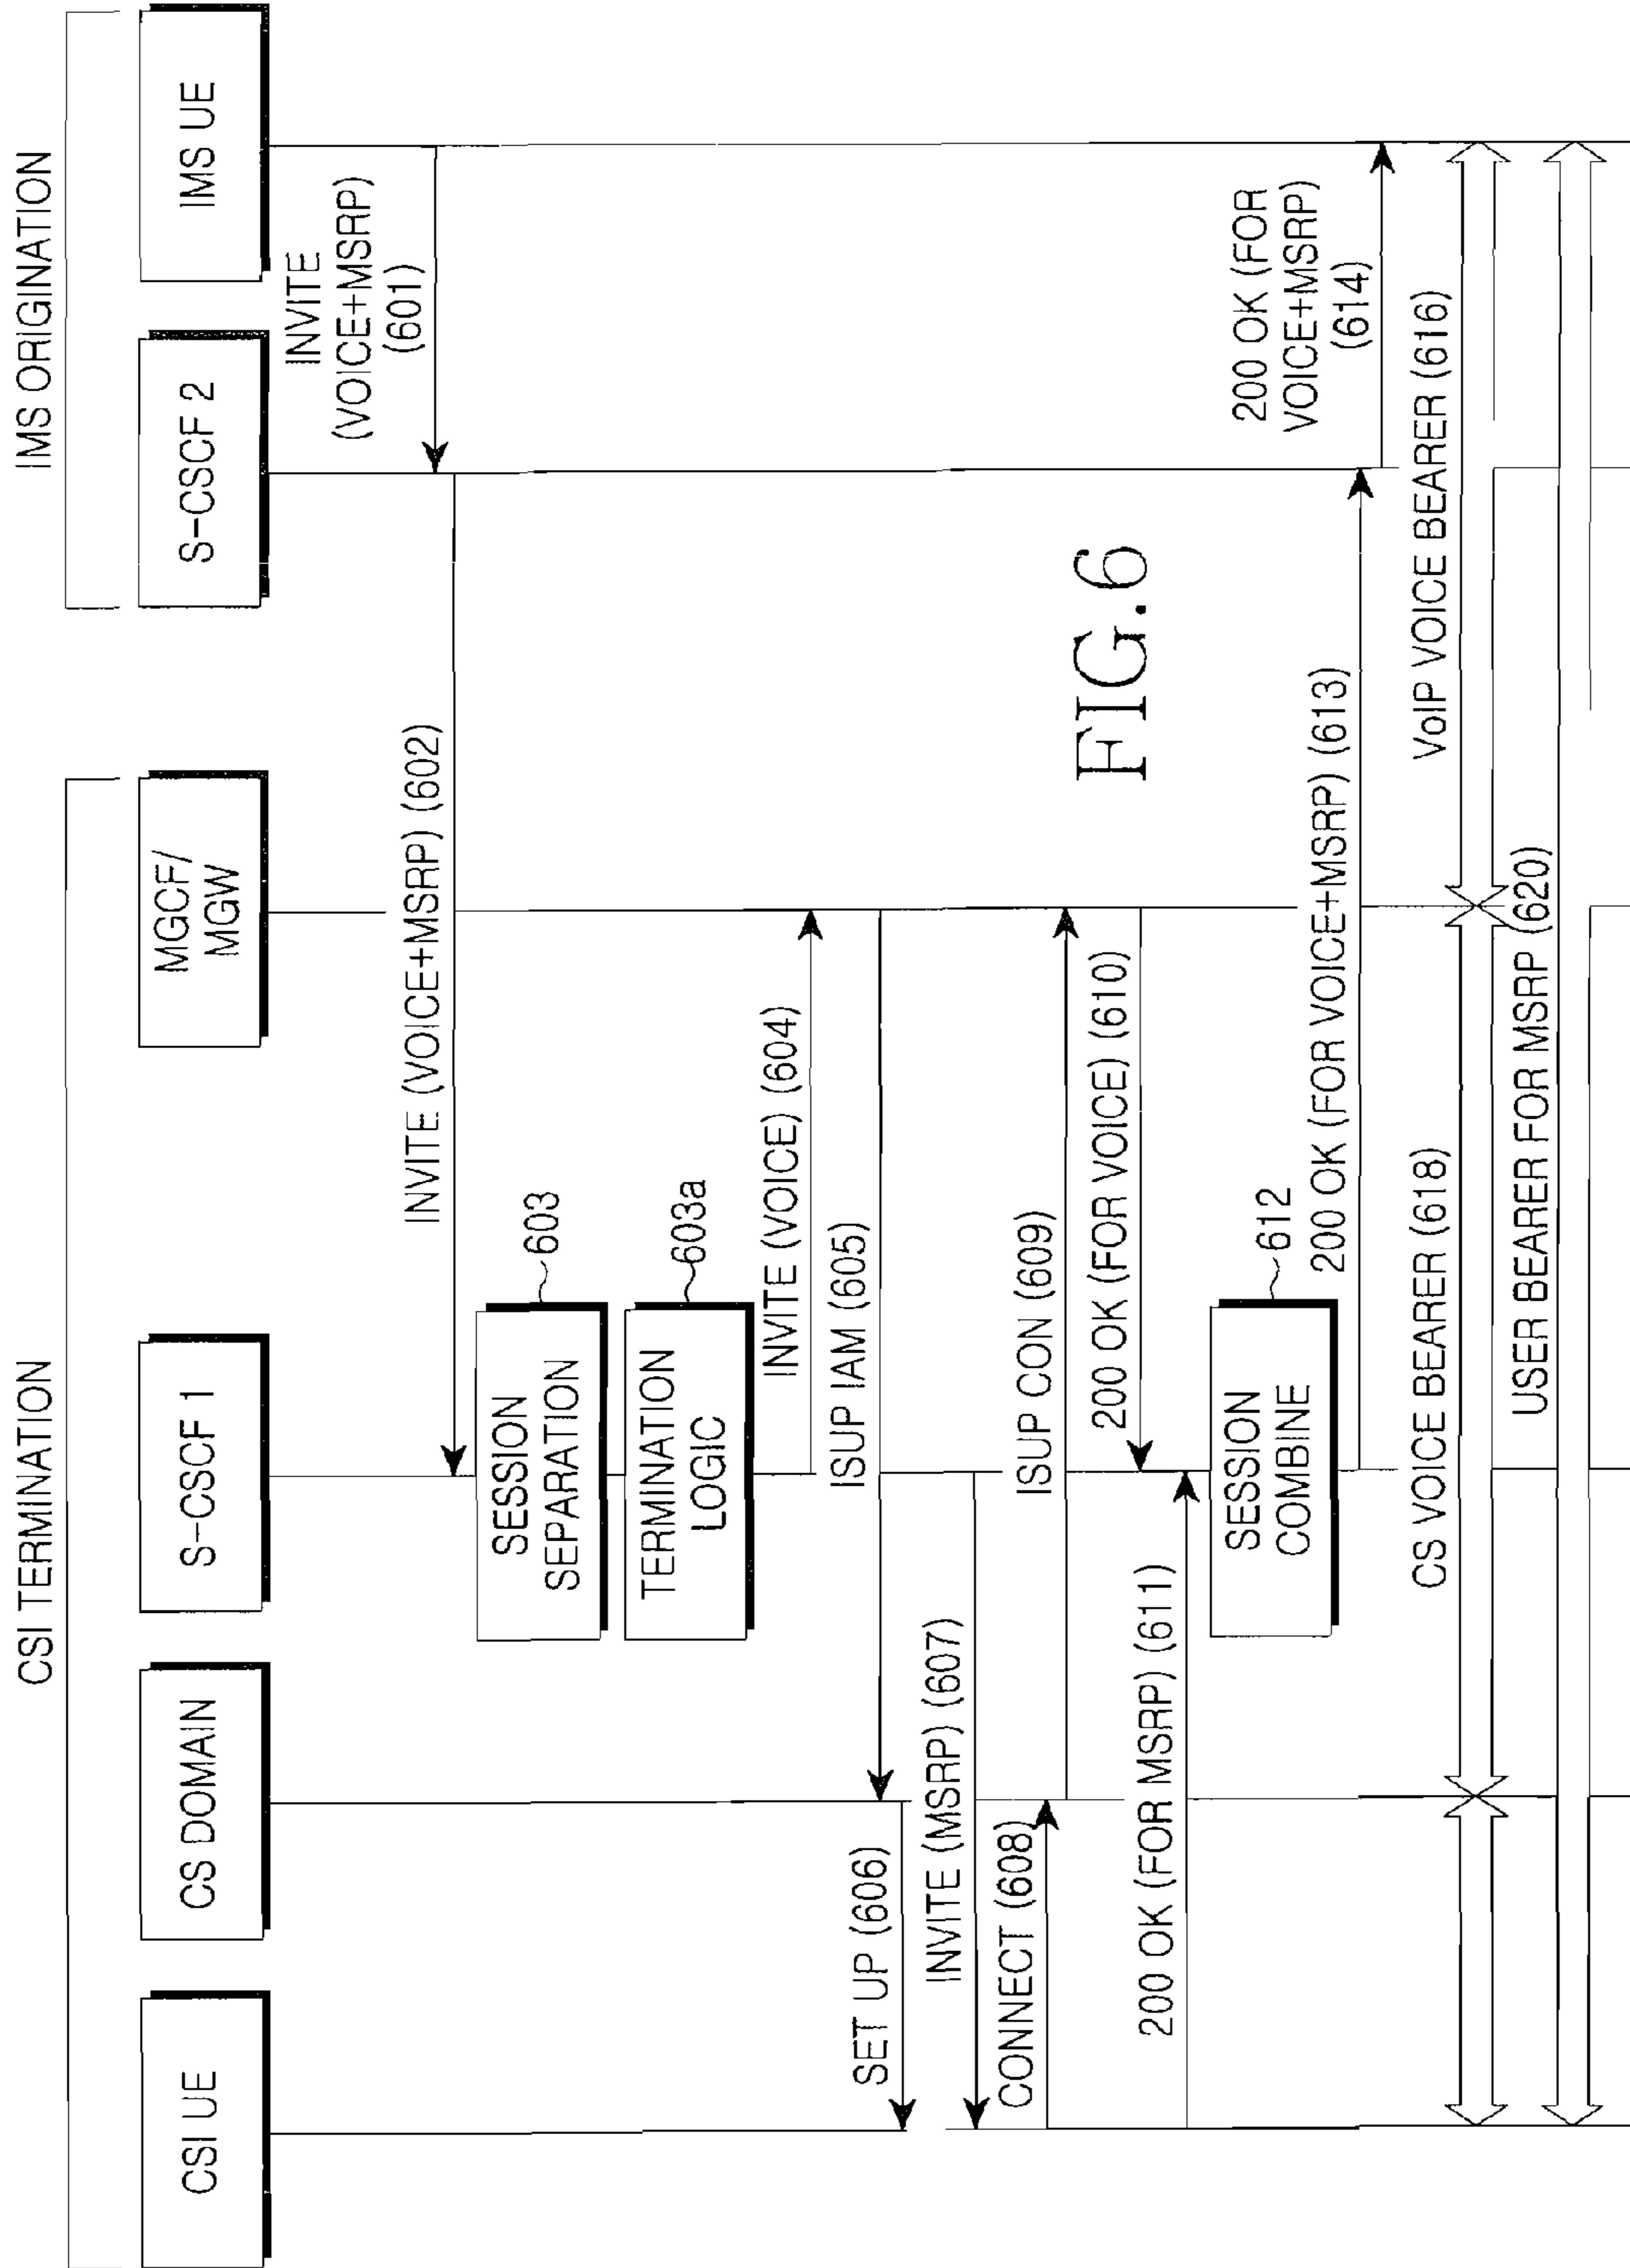 CSI TERMINATION
IMS ORIGINATION
CSI UE
CS DOMAIN
S-CSCF 1
MGCF/
MGW
S-CSCF 2
IMS UE
INVITE
(VOICE+MSRP)
(601)
INVITE (VOICE+MSRP) (602)
SESSION
SEPARATION
603
TERMINATION
LOGIC
603a
INVITE (VOICE) (604)
ISUP IAM (605)
SET UP (606)
INVITE (MSRP) (607)
CONNECT (608)
ISUP CON (609)
200 OK (FOR VOICE) (610)
200 OK (FOR MSRP) (611)
SESSION
COMBINE
612
200 OK (FOR VOICE+MSRP) (613)
200 OK (FOR
VOICE+MSRP)
(614)
CS VOICE BEARER (618)
VoIP VOICE BEARER (616)
USER BEARER FOR MSRP (620)
FIG.6